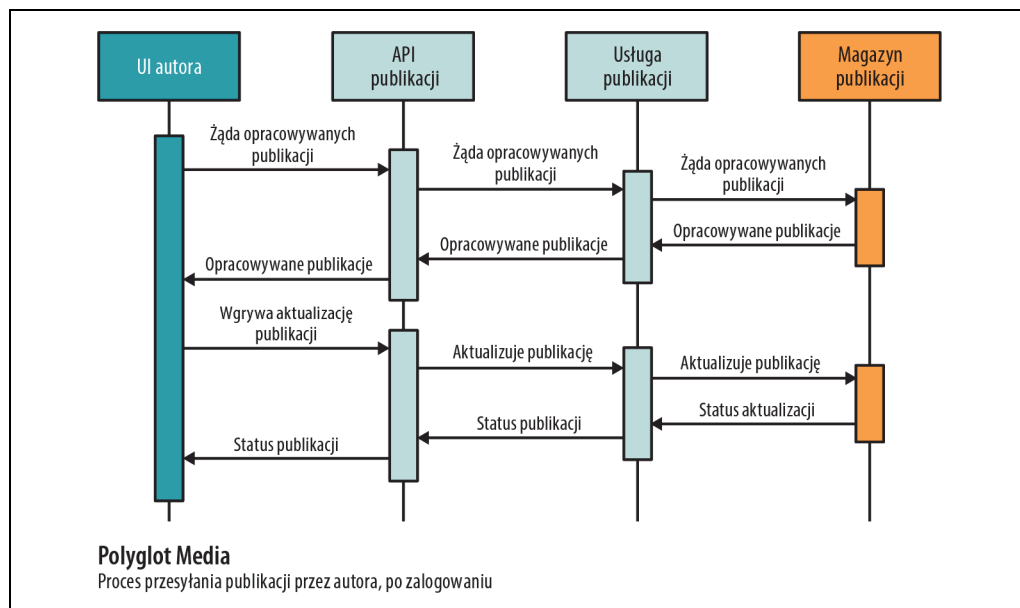 UI autora
API
publikacji
Usługa
publikacji
Magazyn
publikacji
Żąda opracowywanych
publikacji
Żąda opracowywanych
publikacji
Żąda opracowywanych
publikacji
Opracowywane publikacje
Opracowywane publikacje
Opracowywane publikacje
Wgrywa aktualizację
publikacji
Aktualizuje publikację
Aktualizuje publikację
Status aktualizacji
Status publikacji
Status publikacji
Polyglot Media
Proces przesyłania publikacji przez autora, po zalogowaniu